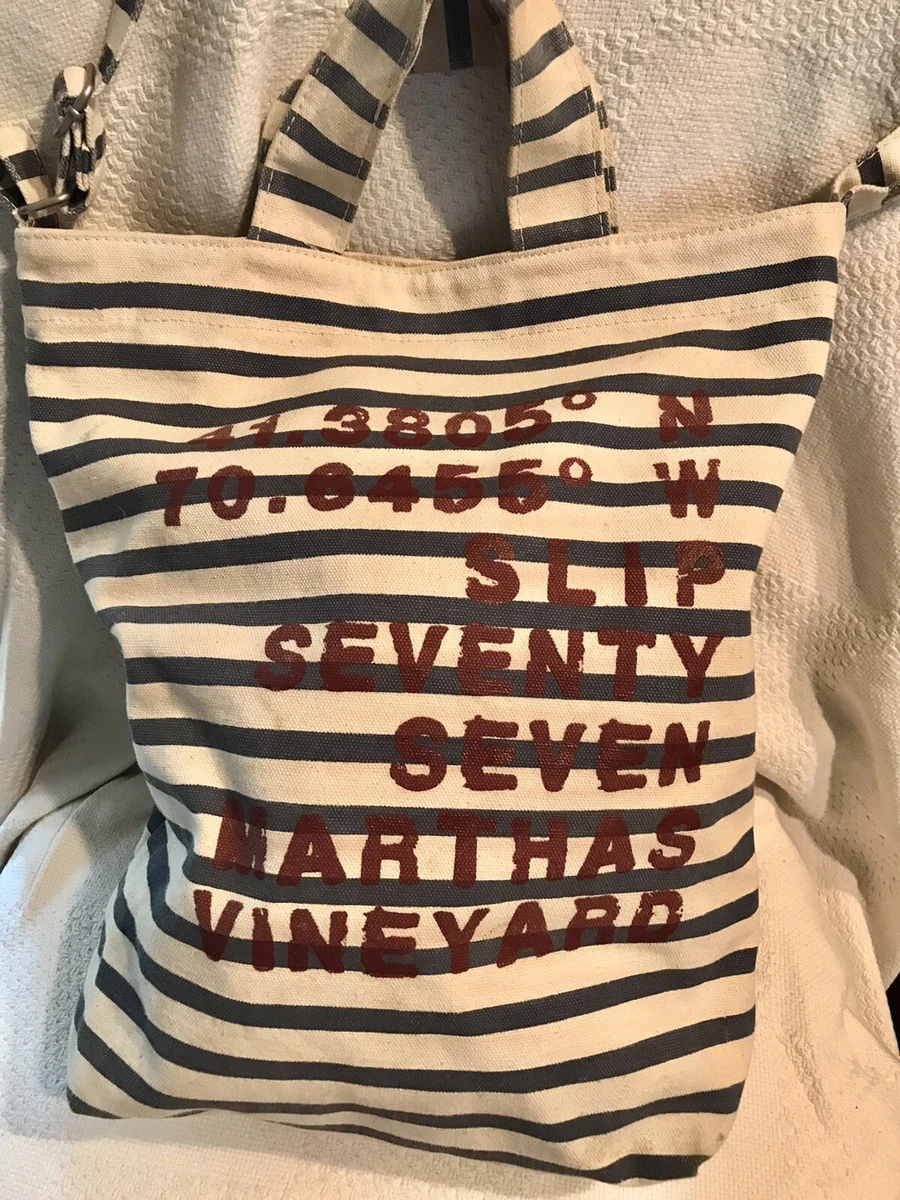 41.3805° N
70.6455° W
SLIP
SEVENTY
SEVEN
MARTHAS
VINEYARD